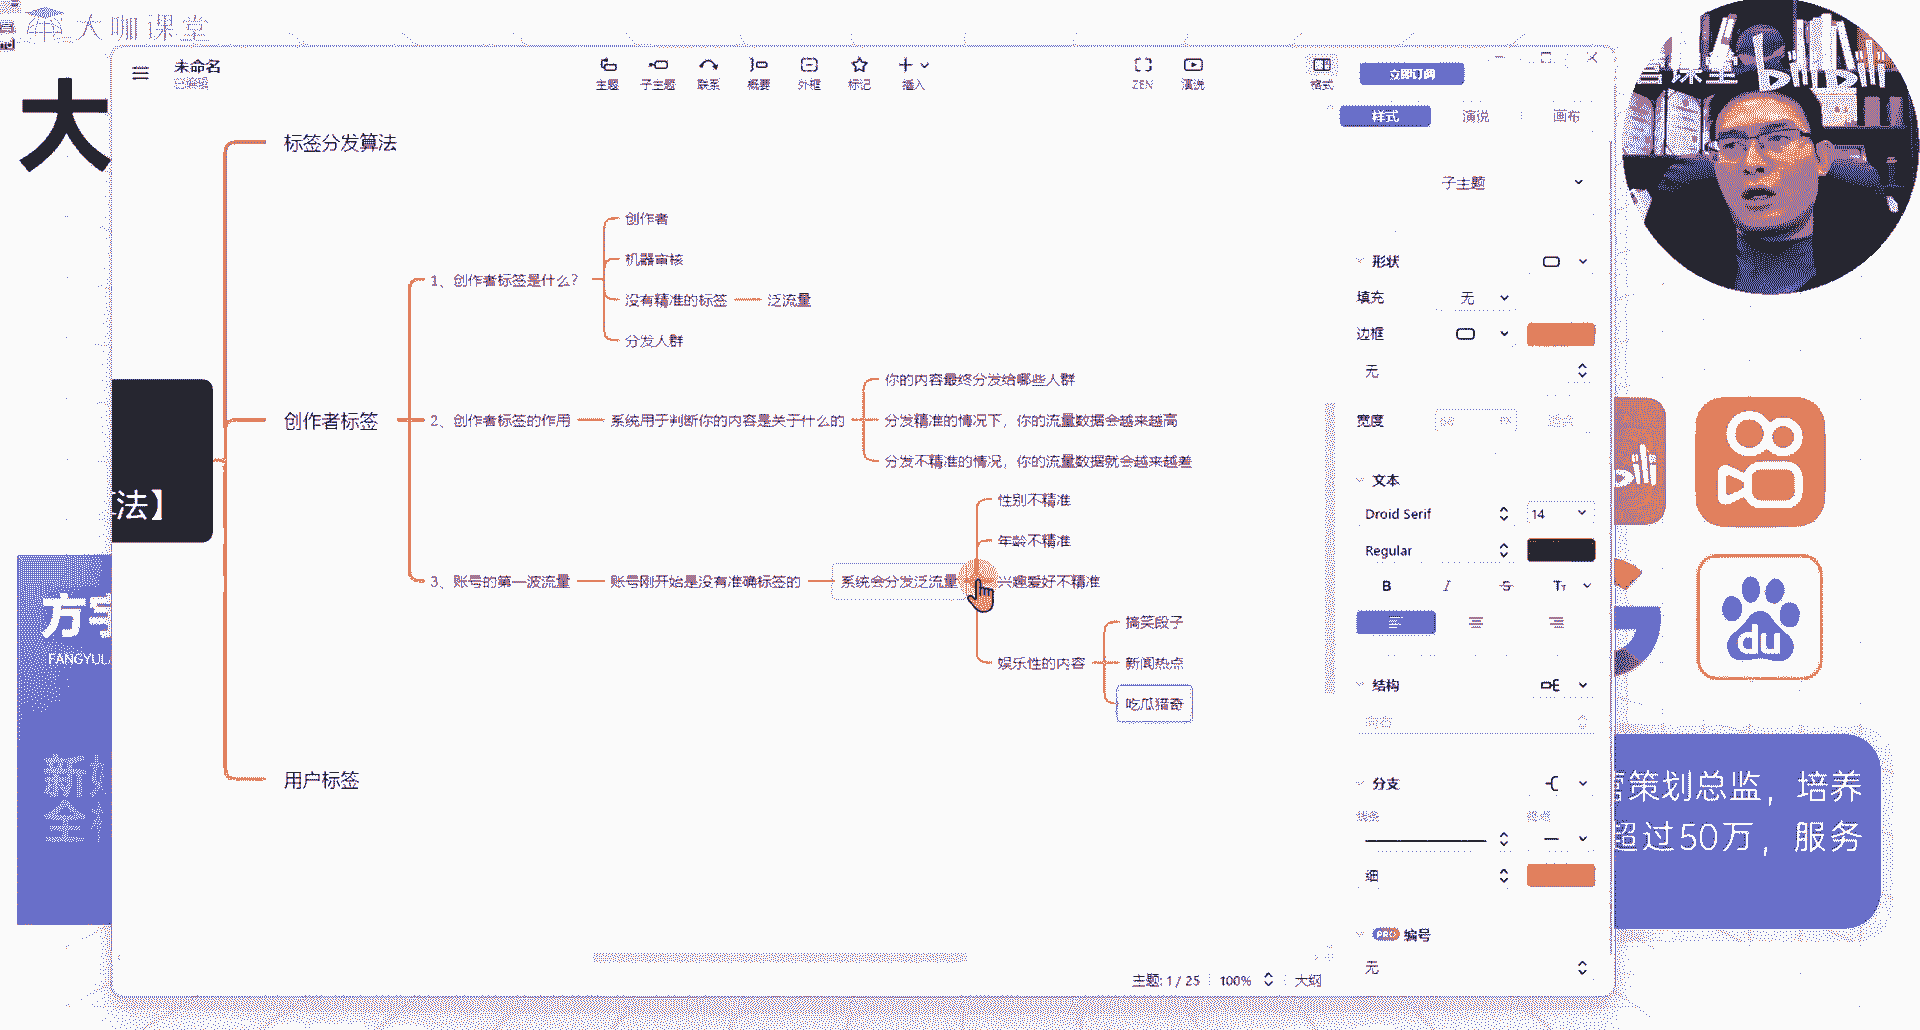 大咖课堂
大
未命名
已编辑
主题
子主题
联系
概要
外框
标记
插入
ZEN
演说
格式
立即订阅
样式
演说
画布
子主题
形状
填充
无
边框
无
宽度
文本
Droid Serif
14
Regular
B
I
S
结构
向右
分支
线条
终点
细
PRO 编号
无
标签分发算法
创作者标签
用户标签
算法】
1、创作者标签是什么?
创作者
机器审核
没有精准的标签
泛流量
分发人群
2、创作者标签的作用
系统用于判断你的内容是关于什么的
你的内容最终分发给哪些人群
分发精准的情况下，你的流量数据会越来越高
分发不精准的情况，你的流量数据就会越来越差
3、账号的第一波流量
账号刚开始是没有准确标签的
系统会分发泛流量
性别不精准
年龄不精准
兴趣爱好不精准
娱乐性的内容
搞笑段子
新闻热点
吃瓜猎奇
主题: 1 / 25
100%
大纲
方宇
FANGYUL
新
全
du
营策划总监，培养
超过50万，服务
课堂
bilibili